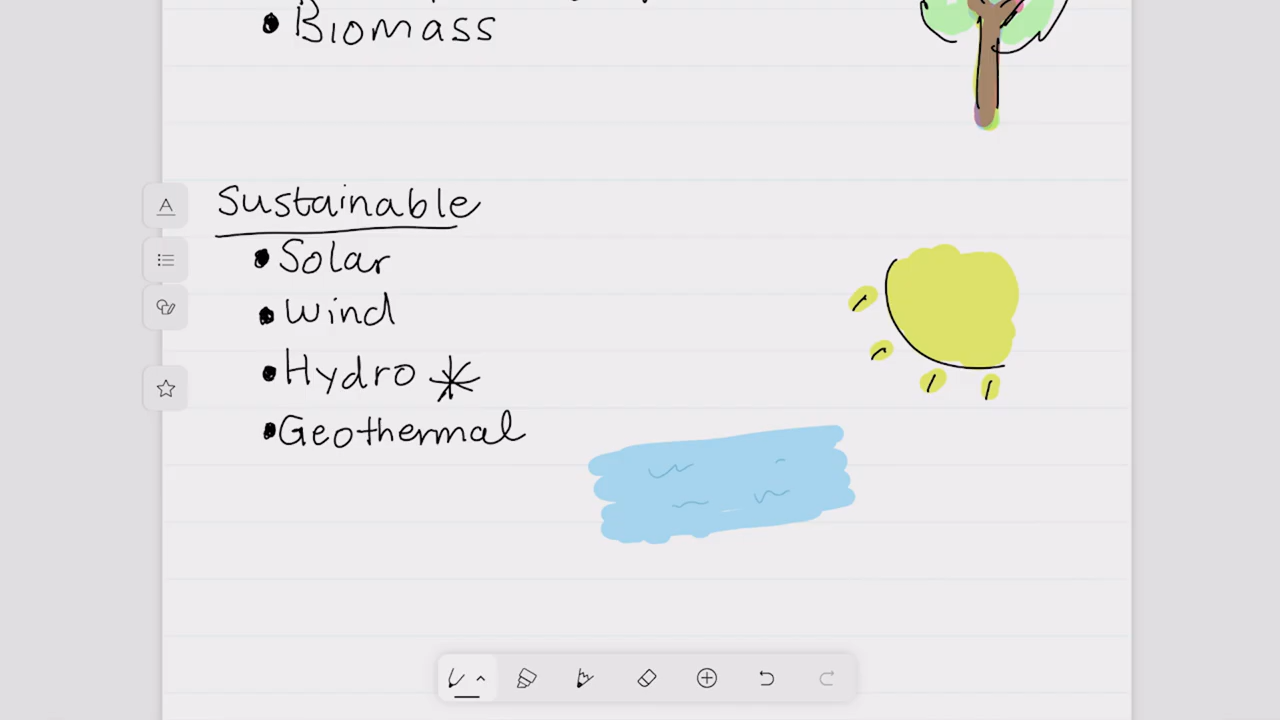 • Biomass
Sustainable
• Solar
• Wind
• Hydro *
• Geothermal